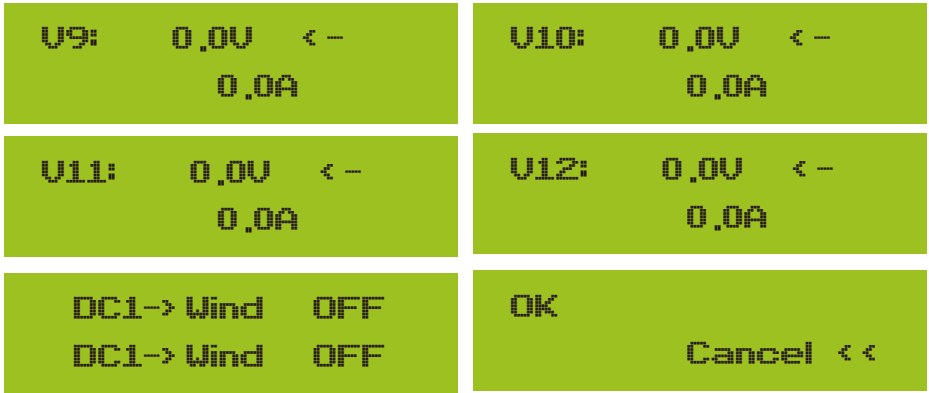 V9: 0.0V <-
0.0A
V10: 0.0V <-
0.0A
V11: 0.0V <-
0.0A
V12: 0.0V <-
0.0A
DC1-> Wind OFF
DC1-> Wind OFF
OK
Cancel <<